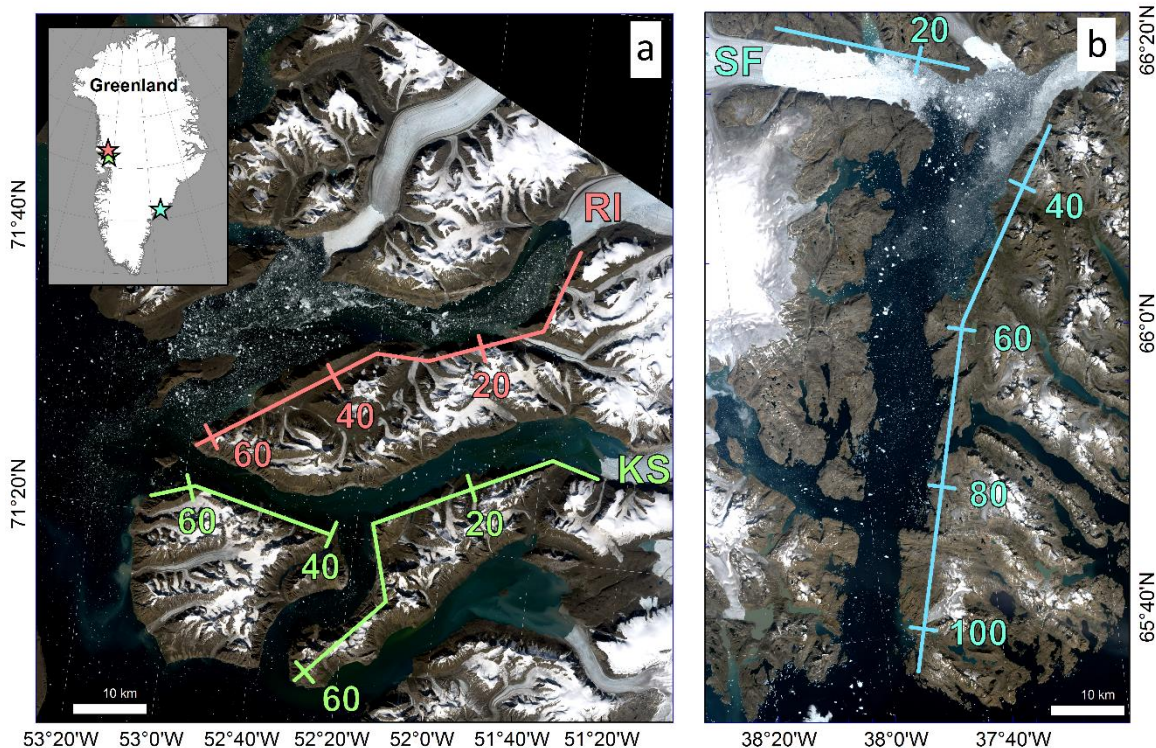 a
Greenland
71°40'N
71°20'N
RI
20
40
60
KS
20
40
60
60
10 km
53°20'W
53°0'W
52°40'W
52°20'W
52°0'W
51°40'W
51°20'W
b
SF
20
40
60
80
100
66°20'N
66°0'N
65°40'N
10 km
38°20'W
38°0'W
37°40'W